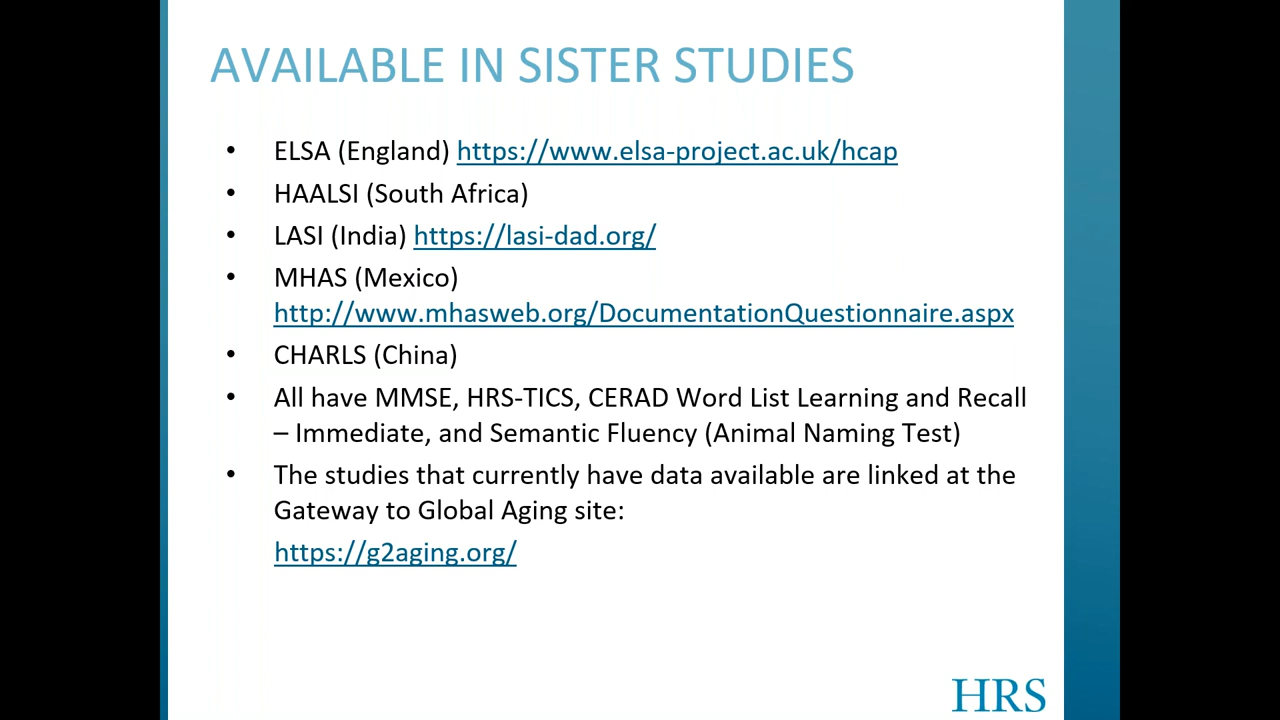 AVAILABLE IN SISTER STUDIES
• ELSA (England) https://www.elsa-project.ac.uk/hcap
• HAALSI (South Africa)
• LASI (India) https://lasi-dad.org/
• MHAS (Mexico)
http://www.mhasweb.org/DocumentationQuestionnaire.aspx
• CHARLS (China)
• All have MMSE, HRS-TICS, CERAD Word List Learning and Recall
– Immediate, and Semantic Fluency (Animal Naming Test)
• The studies that currently have data available are linked at the
Gateway to Global Aging site:
https://g2aging.org/
HRS